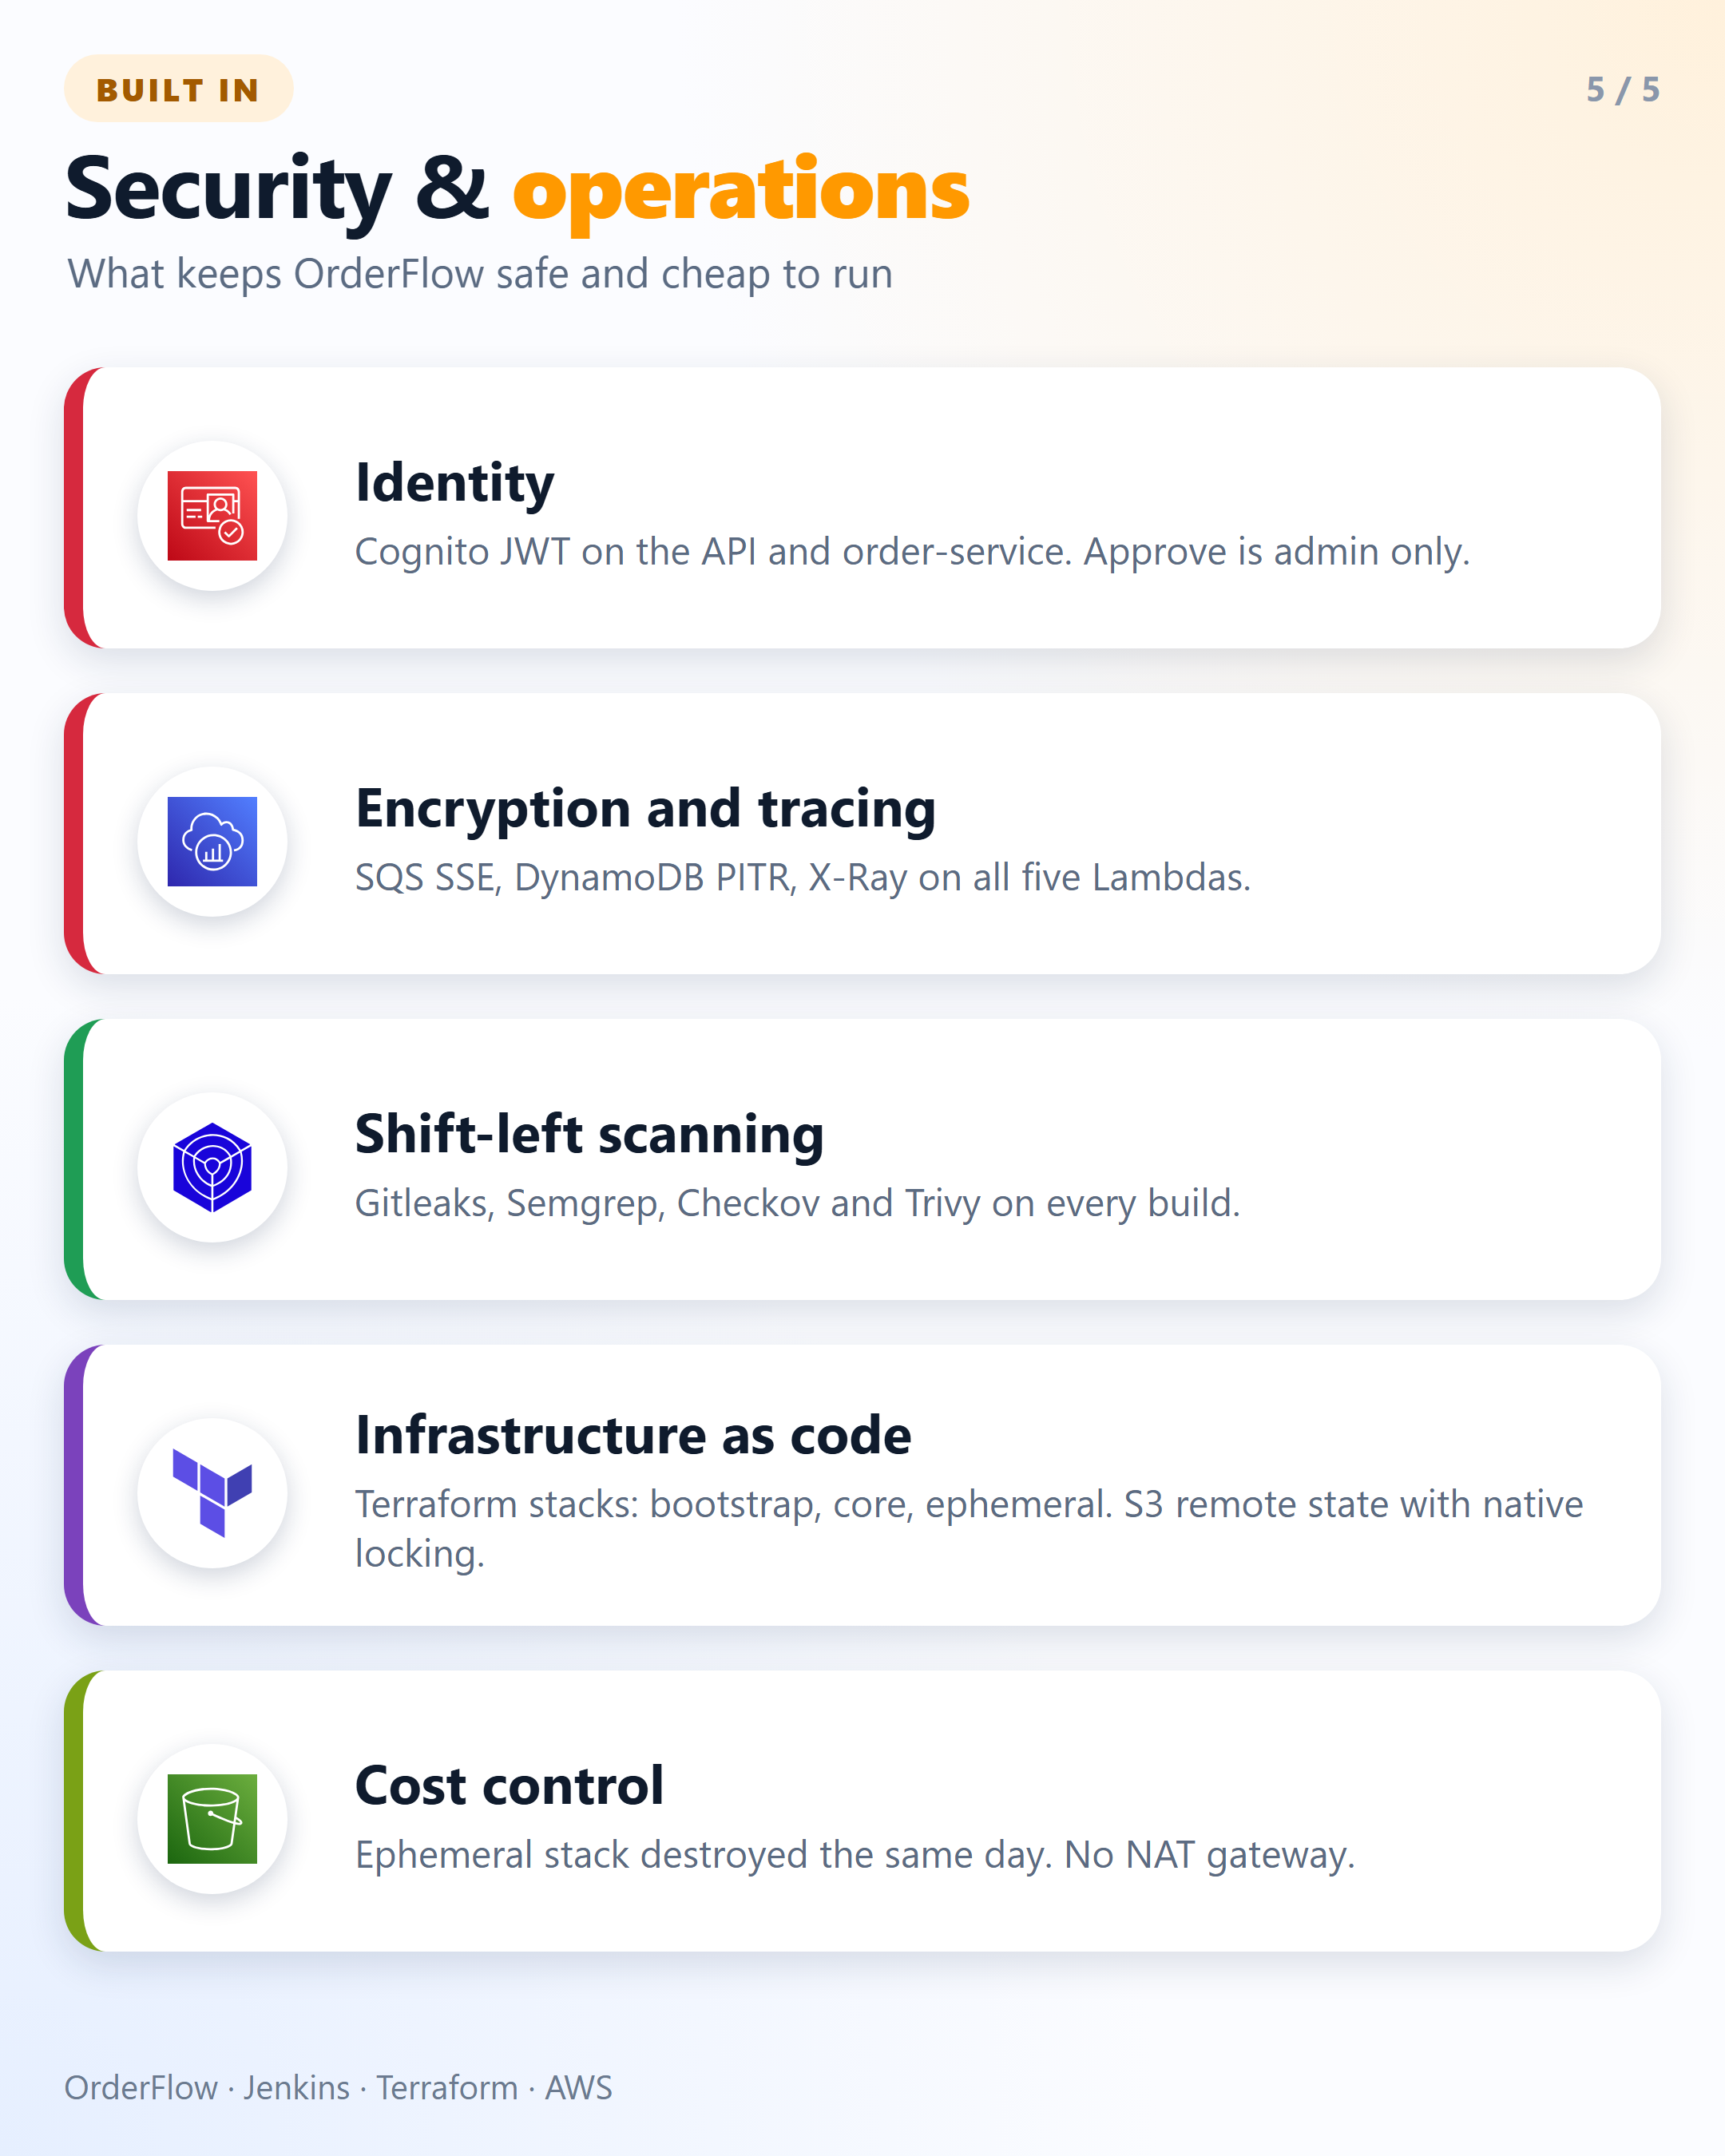 BUILT IN
5 / 5
Security & operations
What keeps OrderFlow safe and cheap to run
Identity
Cognito JWT on the API and order-service. Approve is admin only.
Encryption and tracing
SQS SSE, DynamoDB PITR, X-Ray on all five Lambdas.
Shift-left scanning
Gitleaks, Semgrep, Checkov and Trivy on every build.
Infrastructure as code
Terraform stacks: bootstrap, core, ephemeral. S3 remote state with native
locking.
Cost control
Ephemeral stack destroyed the same day. No NAT gateway.
OrderFlow · Jenkins · Terraform · AWS